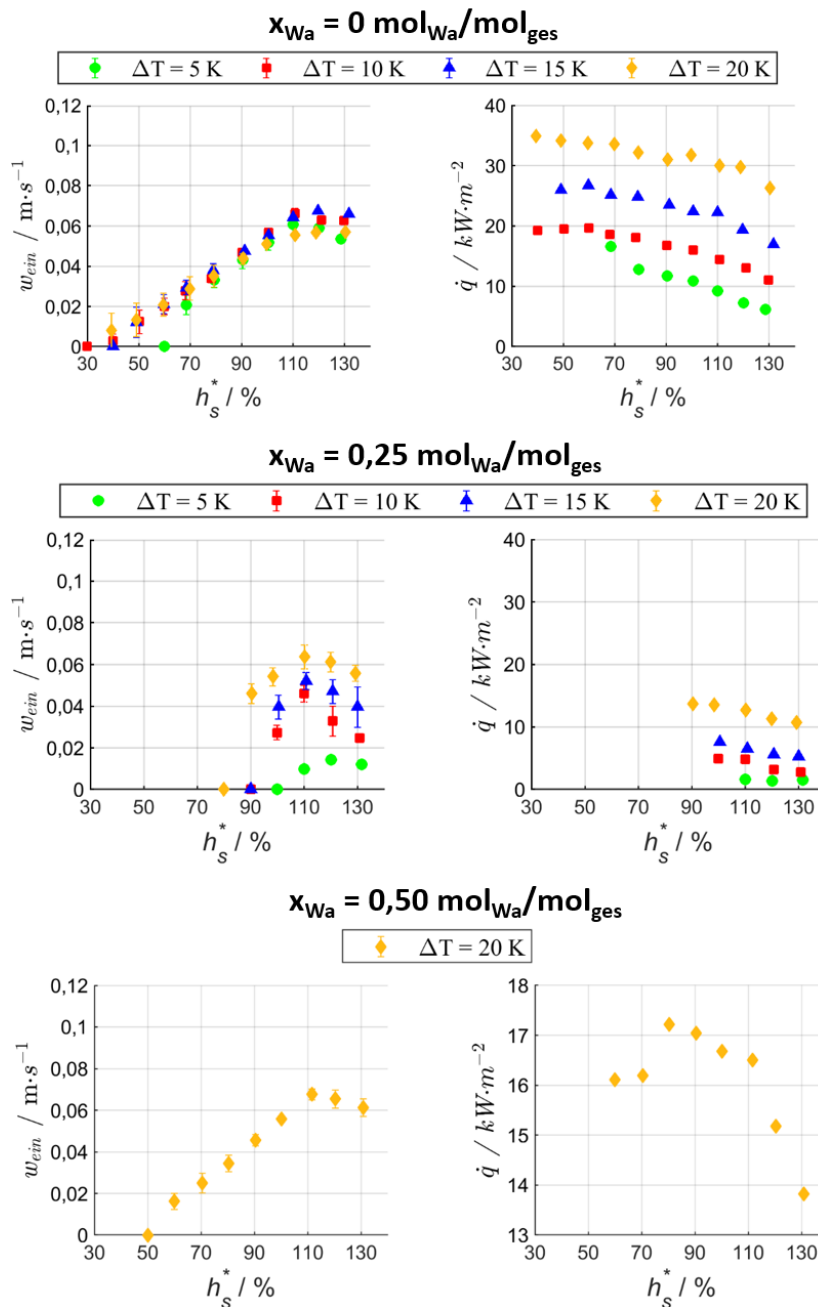 x_Wa = 0 mol_Wa/mol_ges
ΔT = 5 K ΔT = 10 K ΔT = 15 K ΔT = 20 K
w_ein / m·s⁻¹
0,12
0,1
0,08
0,06
0,04
0,02
0
30 50 70 90 110 130
h_s^* / %
q̇ / kW·m⁻²
40
30
20
10
0
30 50 70 90 110 130
h_s^* / %
x_Wa = 0,25 mol_Wa/mol_ges
ΔT = 5 K ΔT = 10 K ΔT = 15 K ΔT = 20 K
w_ein / m·s⁻¹
0,12
0,1
0,08
0,06
0,04
0,02
0
30 50 70 90 110 130
h_s^* / %
q̇ / kW·m⁻²
40
30
20
10
0
30 50 70 90 110 130
h_s^* / %
x_Wa = 0,50 mol_Wa/mol_ges
ΔT = 20 K
w_ein / m·s⁻¹
0,12
0,1
0,08
0,06
0,04
0,02
0
30 50 70 90 110 130
h_s^* / %
q̇ / kW·m⁻²
18
17
16
15
14
13
30 50 70 90 110 130
h_s^* / %